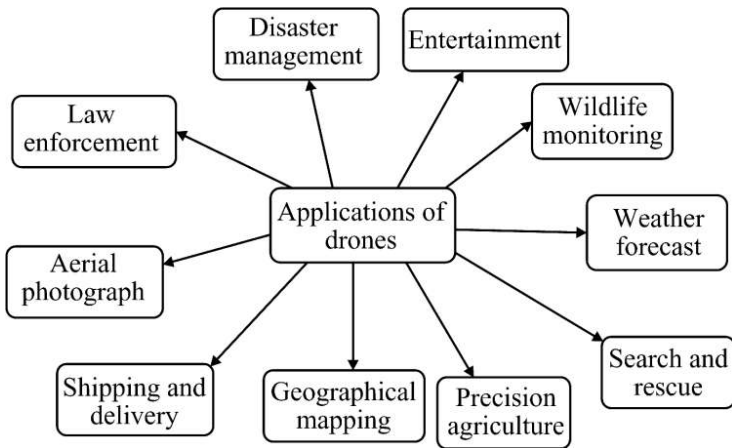 Disaster
management
Entertainment
Law
enforcement
Wildlife
monitoring
Applications of
drones
Weather
forecast
Aerial
photograph
Search and
rescue
Shipping and
delivery
Geographical
mapping
Precision
agriculture